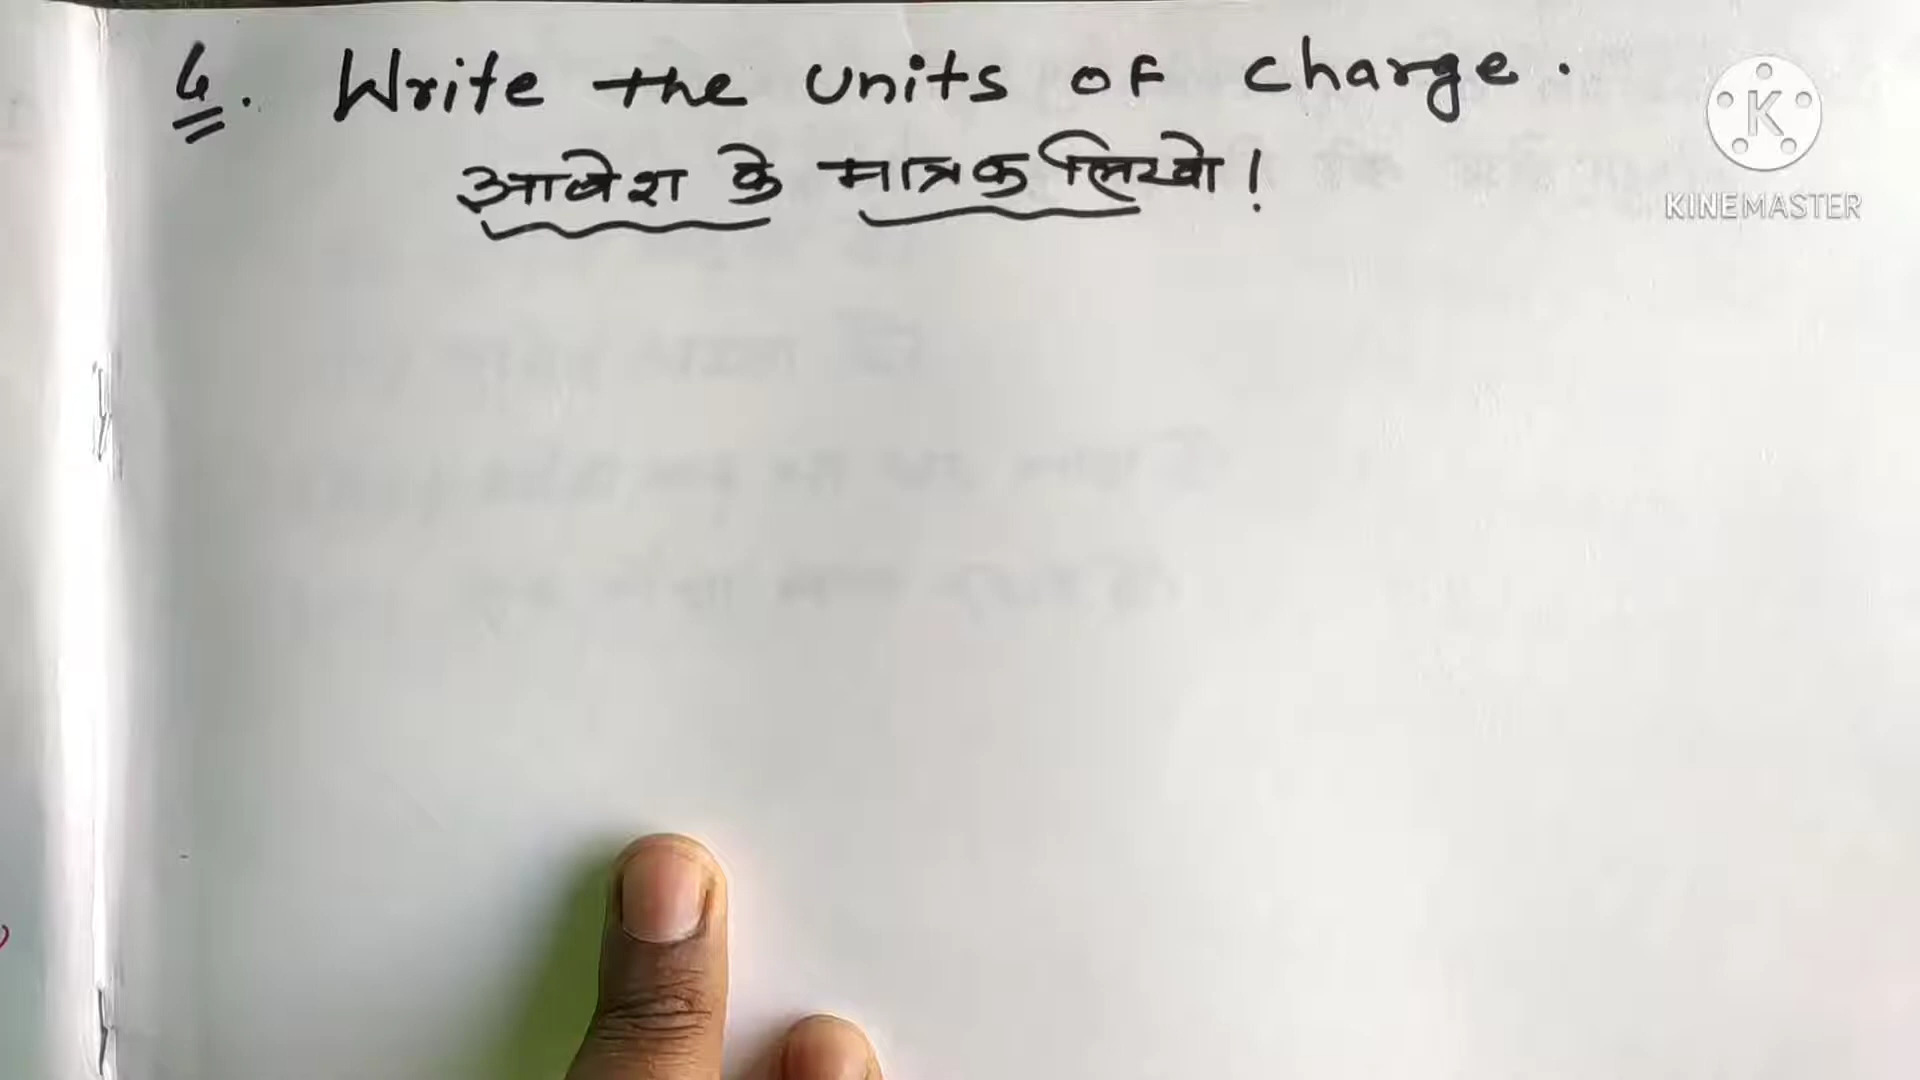 4. Write the units of charge.
आवेश के मात्रक लिखो!
K
KINEMASTER